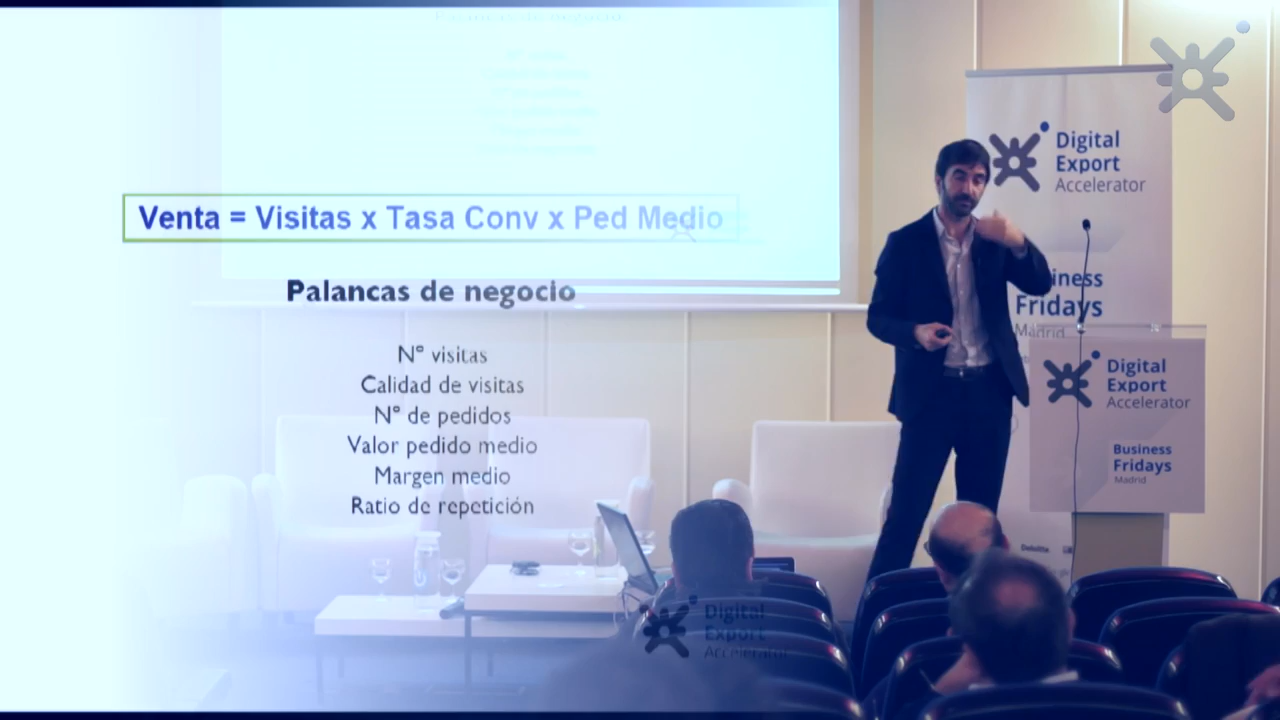 Venta = Visitas x Tasa Conv x Ped Medio
Palancas de negocio
Nº visitas
Calidad de visitas
Nº de pedidos
Valor pedido medio
Margen medio
Ratio de repetición
Digital
Export
Accelerator
Fridays
Madrid
Digital
Export
Accelerator
Business
Fridays
Madrid
Deloitte
Digital
Export
Accelerator